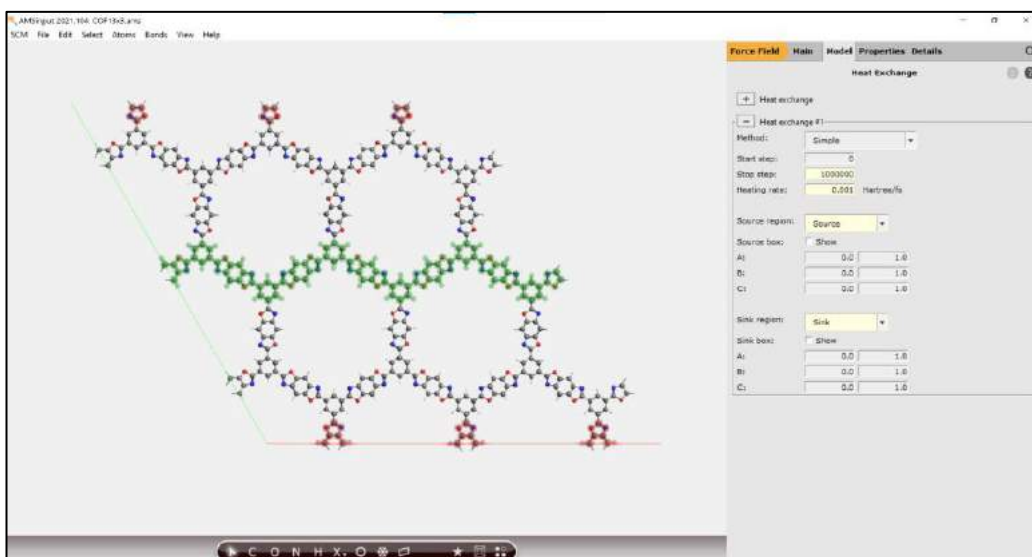 AMSinput 2021.104: COF13x3.ams
SCM File Edit Select Atoms Bonds View Help
Force Field Main Model Properties Details
Heat Exchange
+ Heat exchange
− Heat exchange #1
Method: Simple
Start step: 0
Stop step: 1000000
Heating rate: 0.001 Hartree/fs
Source region: Source
Source box: Show
A: 0.0 1.0
B: 0.0 1.0
C: 0.0 1.0
Sink region: Sink
Sink box: Show
A: 0.0 1.0
B: 0.0 1.0
C: 0.0 1.0
C O N H X